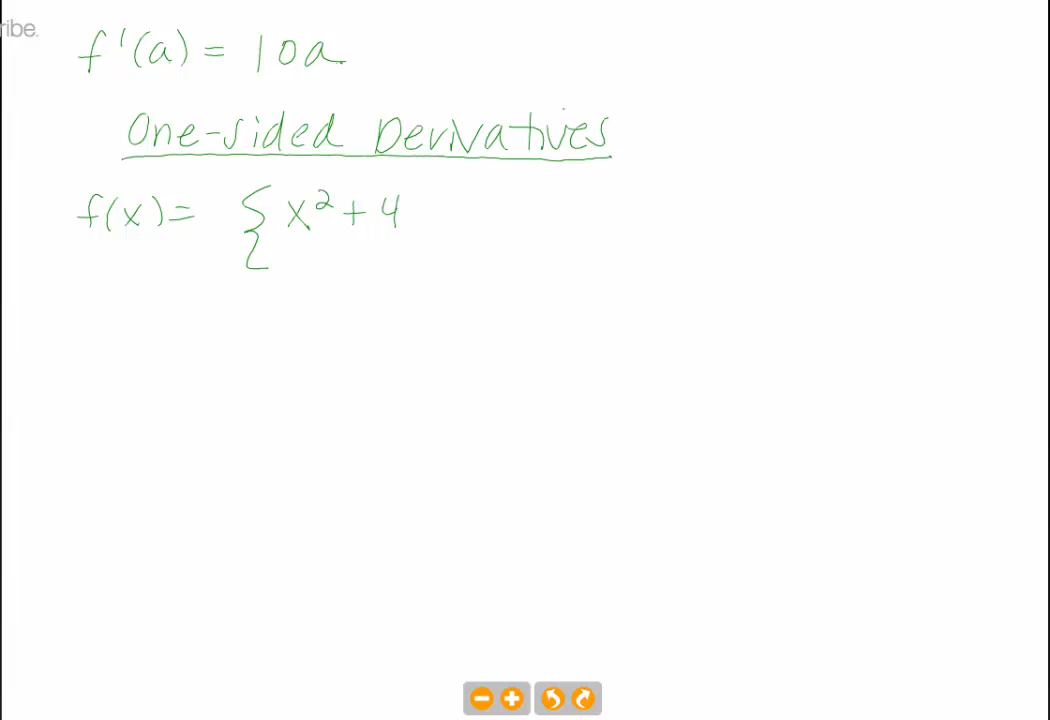 ribe.
f'(a) = 10a
One-sided Derivatives
f(x) = { x² + 4